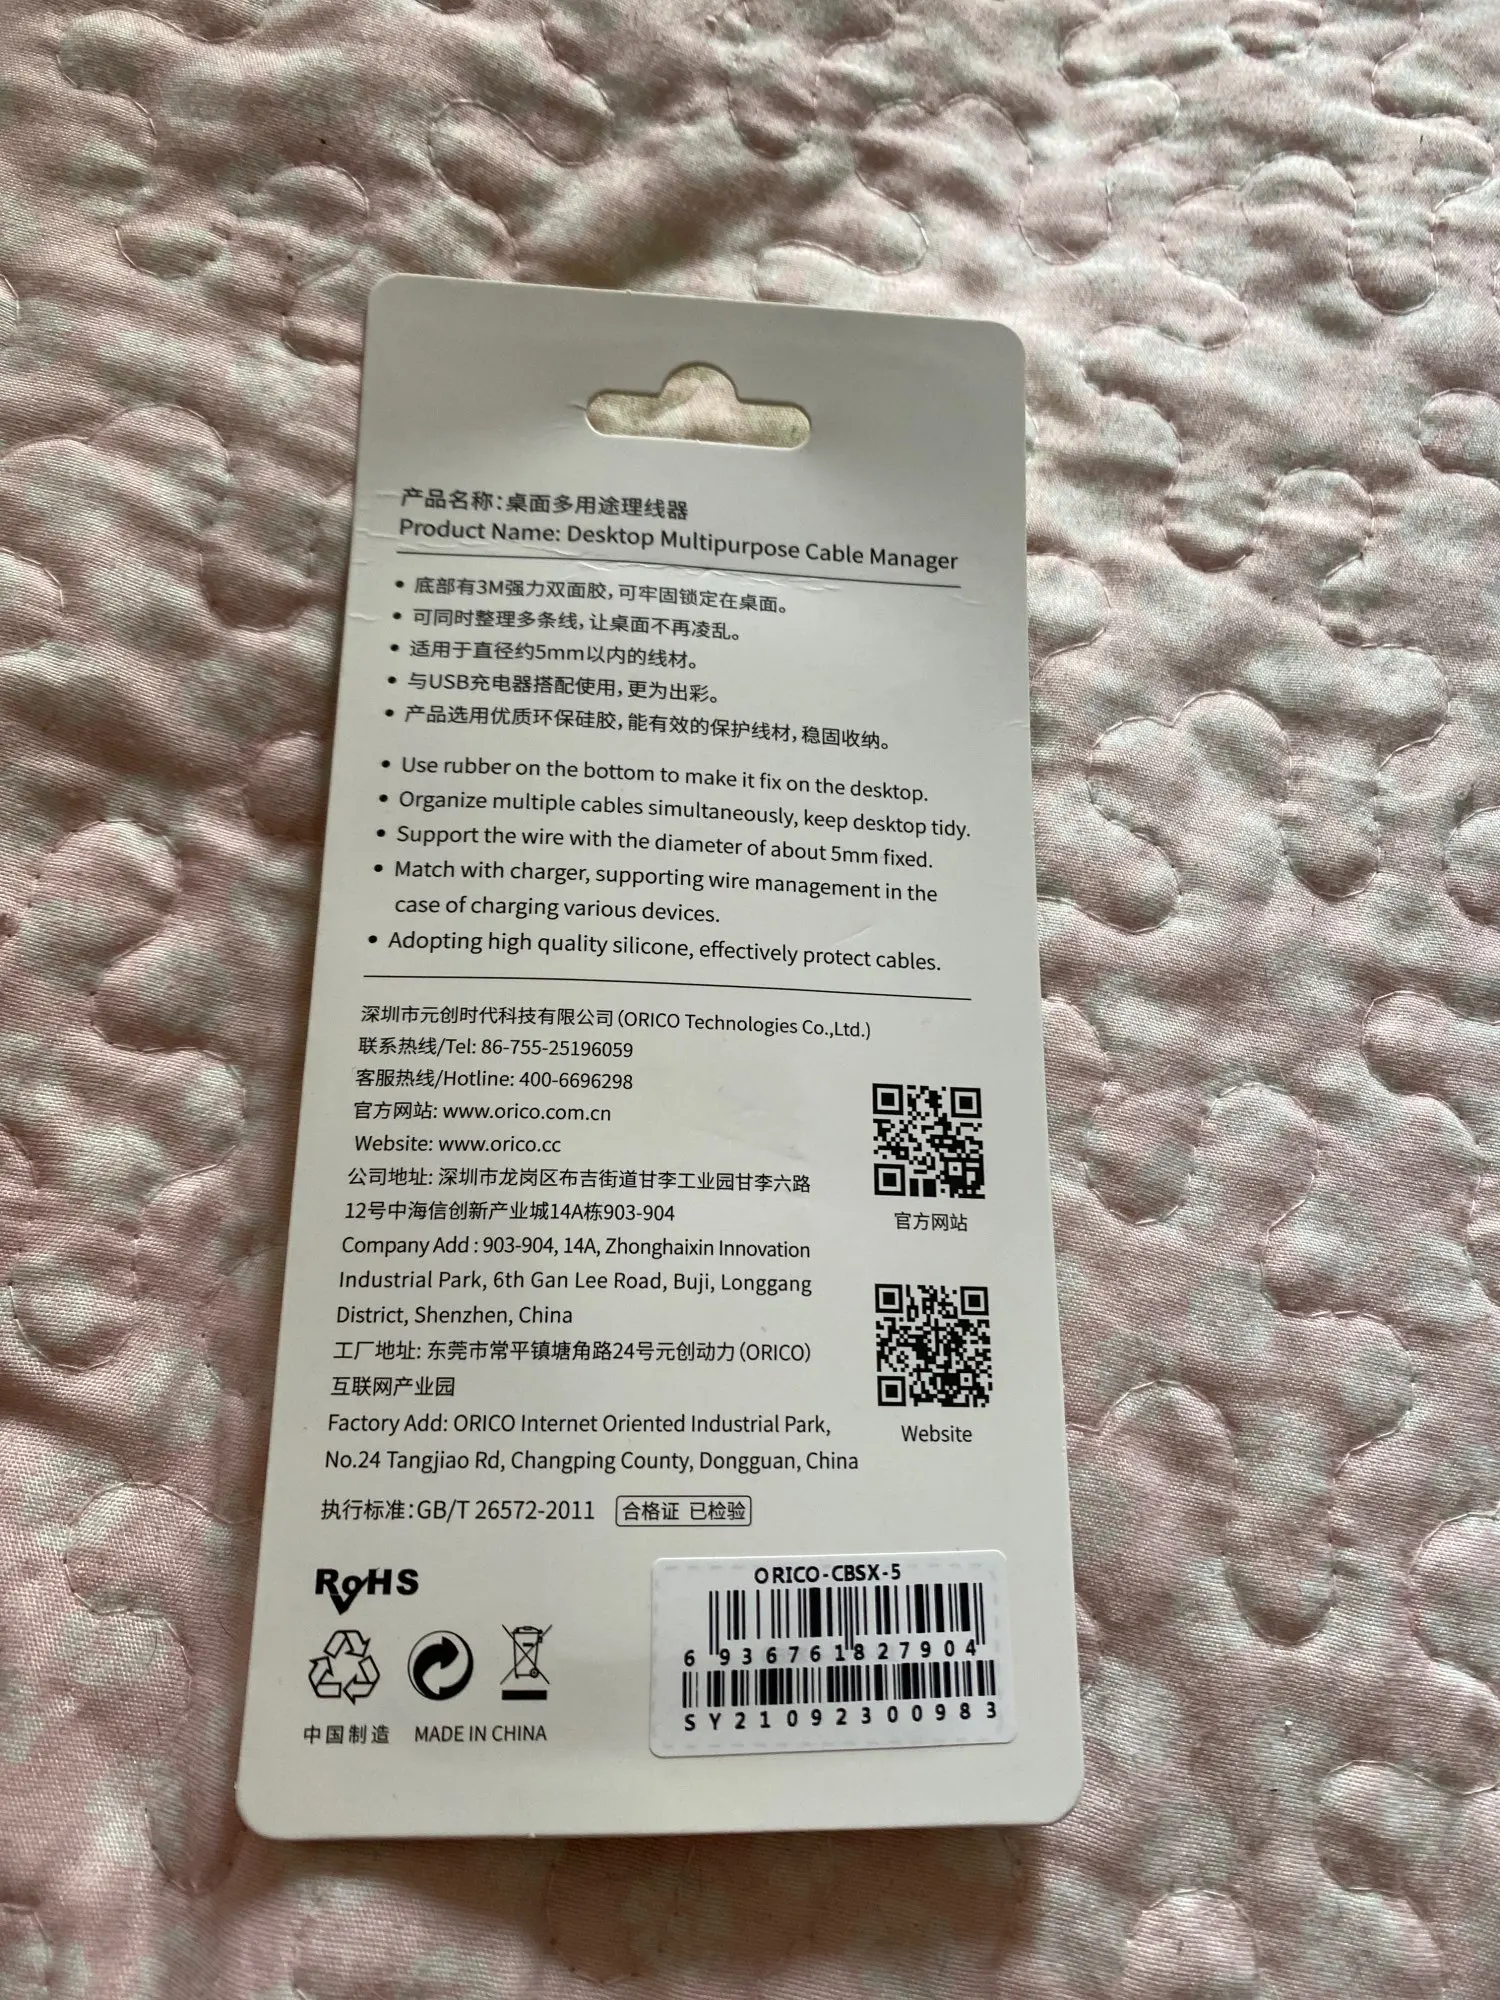 产品名称：桌面多用途理线器
Product Name: Desktop Multipurpose Cable Manager
• 底部有3M强力双面胶，可牢固锁定在桌面。
• 可同时整理多条线，让桌面不再凌乱。
• 适用于直径约5mm以内的线材。
• 与USB充电器搭配使用，更为出彩。
• 产品选用优质环保硅胶，能有效的保护线材，稳固收纳。
• Use rubber on the bottom to make it fix on the desktop.
• Organize multiple cables simultaneously, keep desktop tidy.
• Support the wire with the diameter of about 5mm fixed.
• Match with charger, supporting wire management in the
case of charging various devices.
• Adopting high quality silicone, effectively protect cables.
深圳市元创时代科技有限公司（ORICO Technologies Co.,Ltd.）
联系热线/Tel: 86-755-25196059
客服热线/Hotline: 400-6696298
官方网站: www.orico.com.cn
Website: www.orico.cc
公司地址: 深圳市龙岗区布吉街道甘李工业园甘李六路
12号中海信创新产业城14A栋903-904
Company Add : 903-904, 14A, Zhonghaixin Innovation
Industrial Park, 6th Gan Lee Road, Buji, Longgang
District, Shenzhen, China
工厂地址: 东莞市常平镇塘角路24号元创动力（ORICO）
互联网产业园
Factory Add: ORICO Internet Oriented Industrial Park,
No.24 Tangjiao Rd, Changping County, Dongguan, China
官方网站
Website
执行标准：GB/T 26572-2011 合格证 已检验
RoHS
中国制造 MADE IN CHINA
ORICO-CBSX-5
6 936761827904
SY21092300983